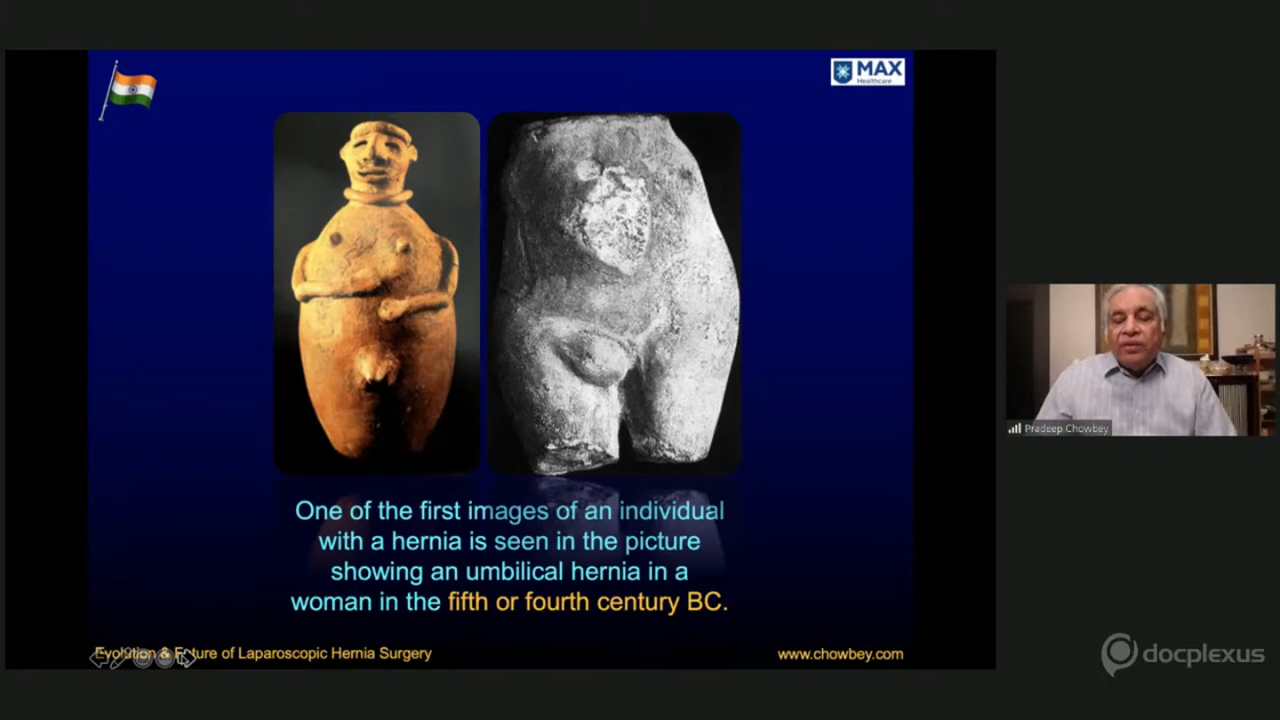 MAX
Healthcare
One of the first images of an individual
with a hernia is seen in the picture
showing an umbilical hernia in a
woman in the fifth or fourth century BC.
Evolution & Future of Laparoscopic Hernia Surgery
www.chowbey.com
Pradeep Chowbey
docplexus